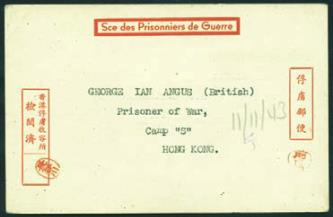 Sce des Prisonniers de Guerre
GEORGE IAN ANGUS (British)
Prisoner of War,
Camp "S"
HONG KONG.
11/11/43
俘虜郵便
香港俘虜收容所
檢閲濟